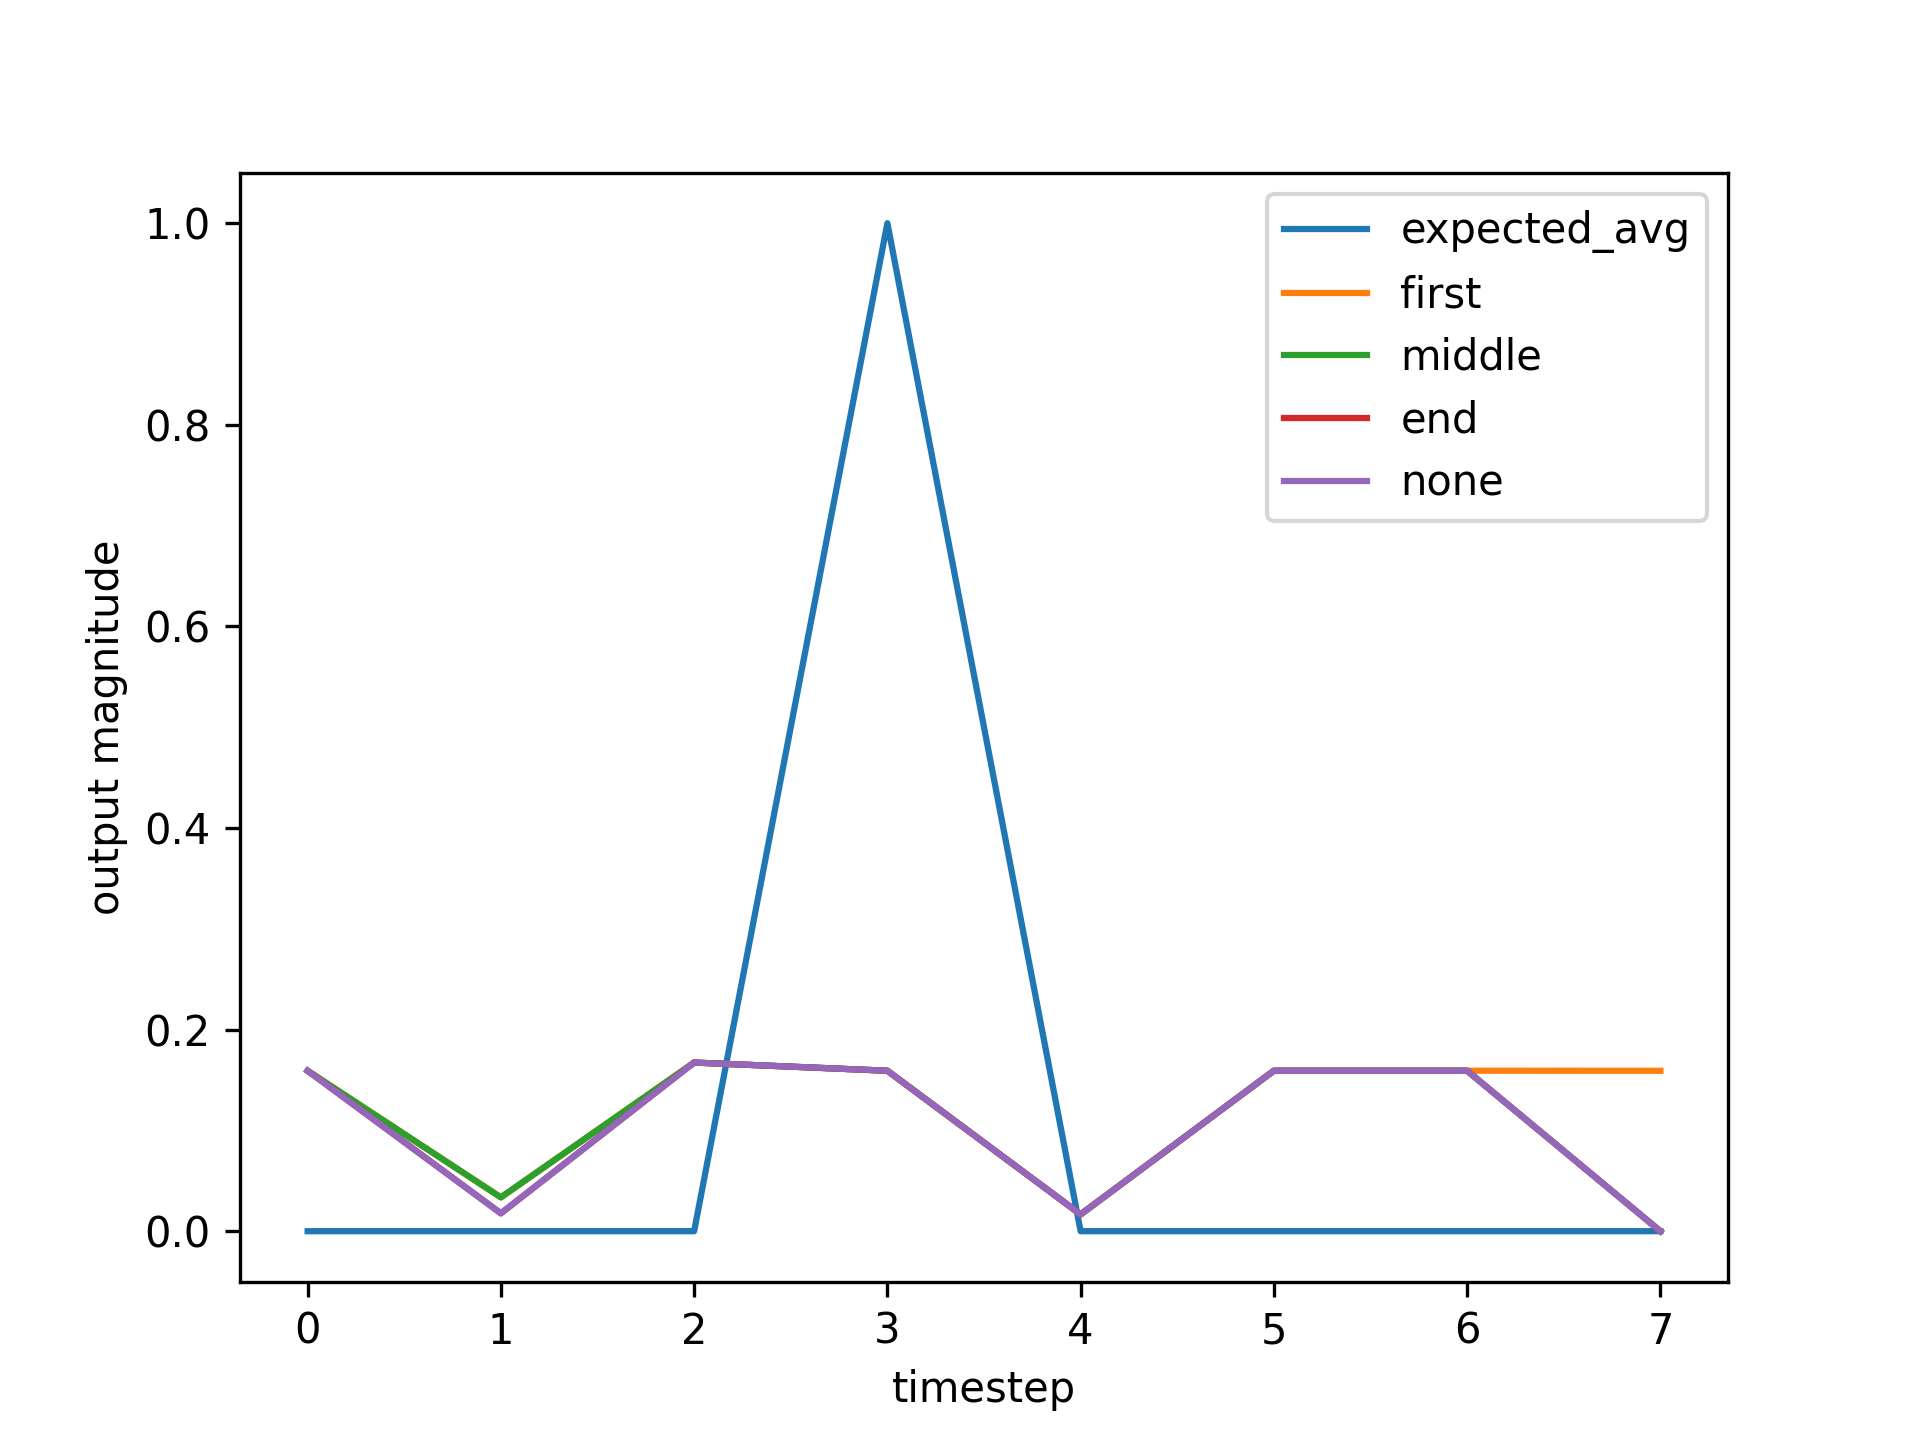 1.0
0.8
0.6
0.4
0.2
0.0
output magnitude
0 1 2 3 4 5 6 7
timestep
expected_avg
first
middle
end
none